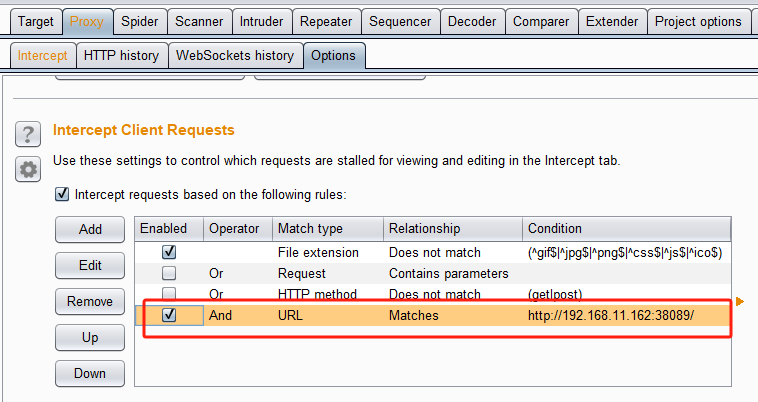 Target Proxy Spider Scanner Intruder Repeater Sequencer Decoder Comparer Extender Project options
Intercept HTTP history WebSockets history Options
?
Intercept Client Requests
Use these settings to control which requests are stalled for viewing and editing in the Intercept tab.
Intercept requests based on the following rules:
Add
Edit
Remove
Up
Down
Enabled Operator Match type Relationship Condition
File extension Does not match (^gif$|^jpg$|^png$|^css$|^js$|^ico$)
Or Request Contains parameters
Or HTTP method Does not match (get|post)
And URL Matches http://192.168.11.162:38089/